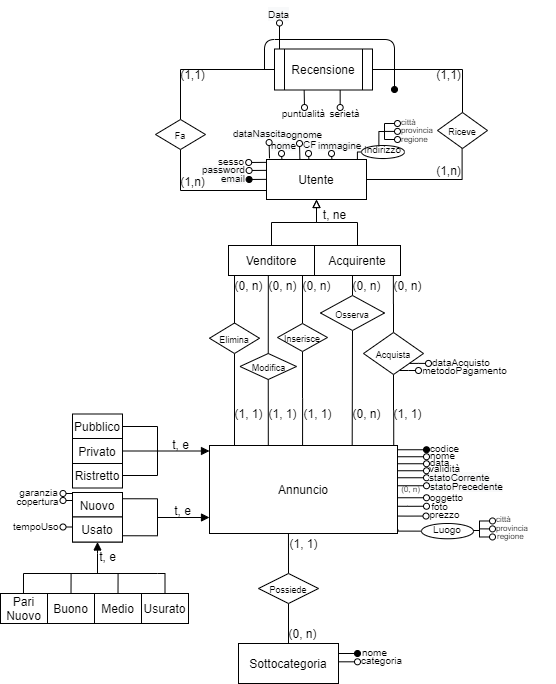 Data
Recensione
(1,1)
(1,1)
puntualità
serietà
Fa
Riceve
dataNascita
cognome
nome
CF
immagine
indirizzo
città
provincia
regione
sesso
password
email
(1,n)
(1,n)
Utente
t, ne
Venditore
Acquirente
(0, n)
(0, n)
(0, n)
(0, n)
(0, n)
Elimina
Modifica
Inserisce
Osserva
Acquista
dataAcquisto
metodoPagamento
(1, 1)
(1, 1)
(1, 1)
(0, n)
(1, 1)
Pubblico
Privato
Ristretto
t, e
Annuncio
codice
nome
data
validità
statoCorrente
(0, n)
statoPrecedente
oggetto
foto
prezzo
Luogo
città
provincia
regione
garanzia
copertura
tempoUso
Nuovo
Usato
t, e
t, e
Pari
Nuovo
Buono
Medio
Usurato
(1, 1)
Possiede
(0, n)
Sottocategoria
nome
categoria